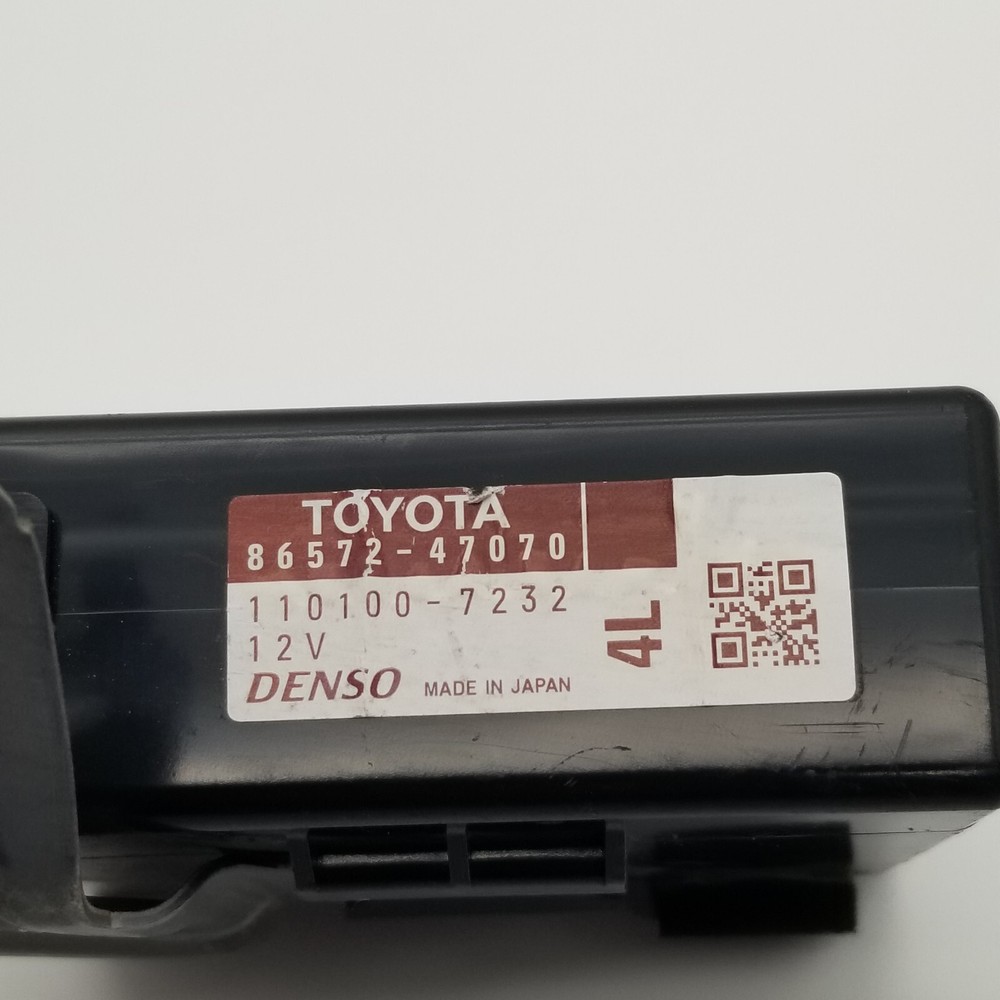 TOYOTA
86572-47070
110100-7232
12V
DENSO MADE IN JAPAN
4L